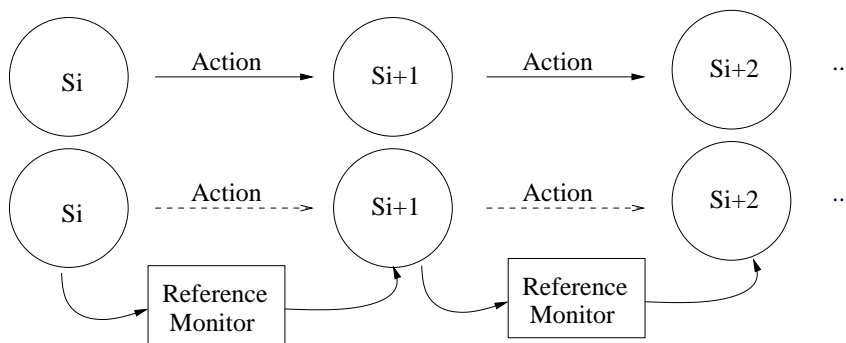 Si
Action
Si+1
Action
Si+2
..
Si
Action
Si+1
Action
Si+2
..
Reference
Monitor
Reference
Monitor